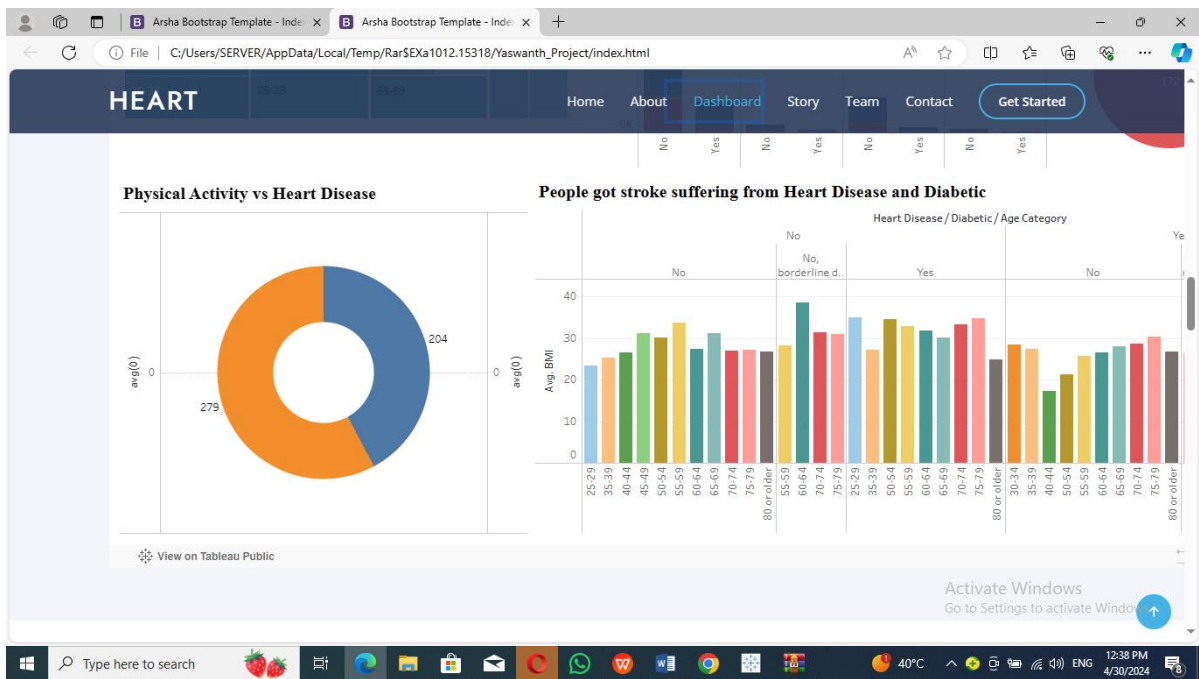 Arsha Bootstrap Template - Inde
Arsha Bootstrap Template - Inde
File | C:/Users/SERVER/AppData/Local/Temp/Rar$EXa1012.15318/Yaswanth_Project/index.html
HEART
Home About Dashboard Story Team Contact Get Started
No Yes No Yes No Yes No Yes
Physical Activity vs Heart Disease
People got stroke suffering from Heart Disease and Diabetic
Heart Disease / Diabetic / Age Category
No Ye
No No, Yes No
borderline d..
avg(0)
0
204
279
0
avg(0)
Avg. BMI
40
30
20
10
0
25-29 35-39 40-44 45-49 50-54 55-59 60-64 65-69 70-74 75-79 80 or older 55-59 60-64 70-74 75-79 25-29 35-39 50-54 55-59 60-64 65-69 70-74 75-79 80 or older 30-34 35-39 40-44 50-54 55-59 60-64 65-69 70-74 75-79 80 or older
View on Tableau Public
Activate Windows
Go to Settings to activate Windo
Type here to search
40°C
ENG
12:38 PM
4/30/2024
8